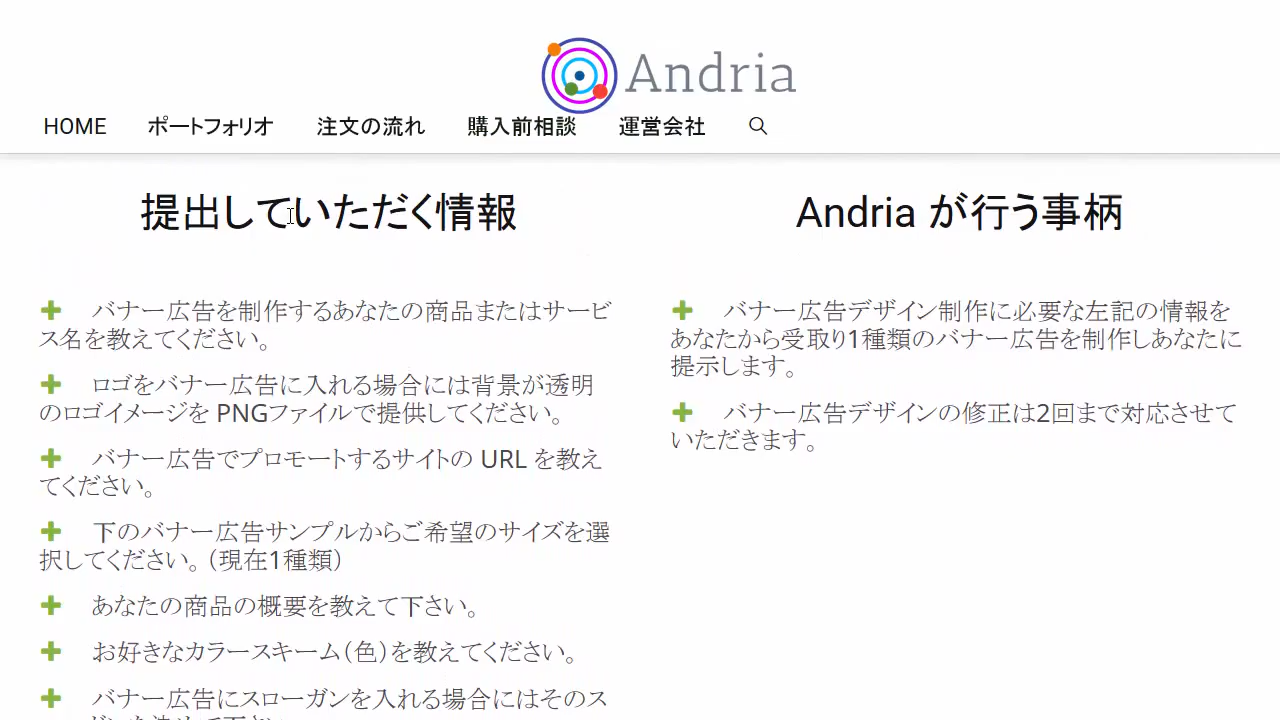 Andria
HOME ポートフォリオ 注文の流れ 購入前相談 運営会社
提出していただく情報
バナー広告を制作するあなたの商品またはサービ
ス名を教えてください。
ロゴをバナー広告に入れる場合には背景が透明
のロゴイメージを PNGファイルで提供してください。
バナー広告でプロモートするサイトの URL を教え
てください。
下のバナー広告サンプルからご希望のサイズを選
択してください。（現在1種類）
あなたの商品の概要を教えて下さい。
お好きなカラースキーム（色）を教えてください。
バナー広告にスローガンを入れる場合にはそのス
Andria が行う事柄
バナー広告デザイン制作に必要な左記の情報を
あなたから受取り1種類のバナー広告を制作しあなたに
提示します。
バナー広告デザインの修正は2回まで対応させて
いただきます。